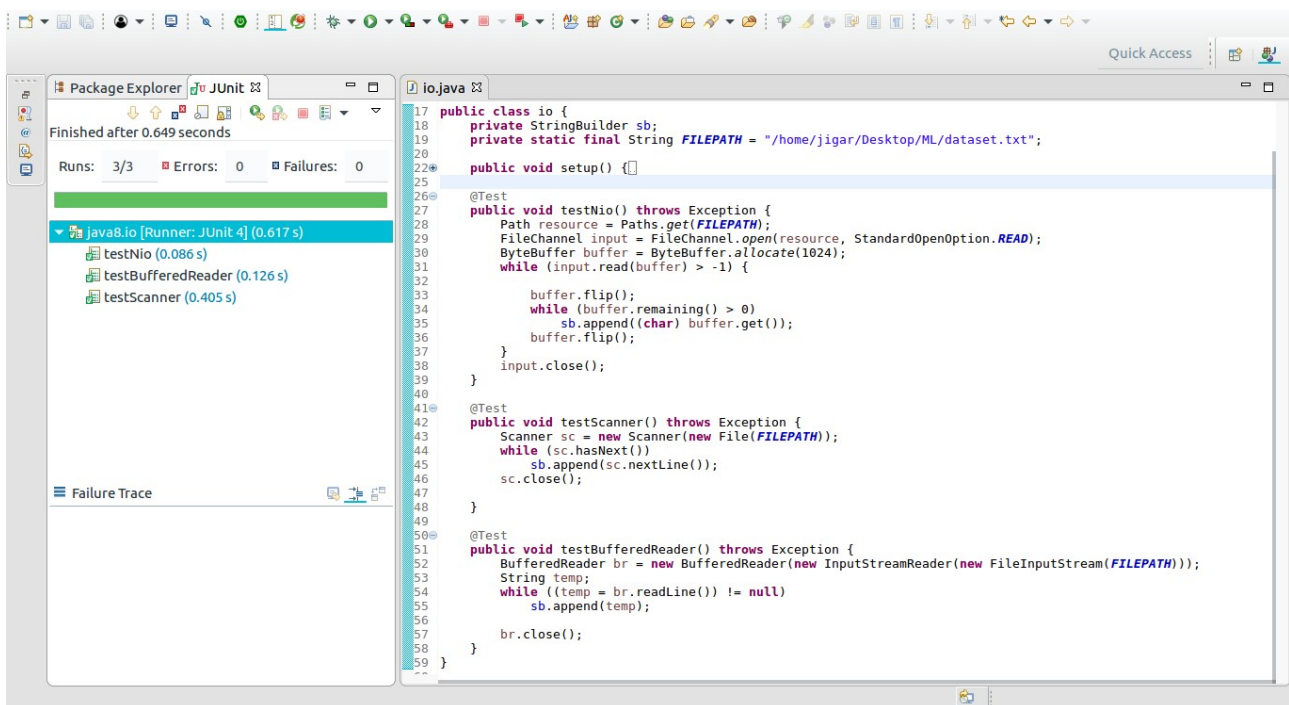 Quick Access
Package Explorer JUnit
Finished after 0.649 seconds
Runs: 3/3 Errors: 0 Failures: 0
java8.io [Runner: JUnit 4] (0.617 s)
testNio (0.086 s)
testBufferedReader (0.126 s)
testScanner (0.405 s)
Failure Trace
io.java
17 public class io {
18 private StringBuilder sb;
19 private static final String FILEPATH = "/home/jigar/Desktop/ML/dataset.txt";
20
22 public void setup() {
25
26 @Test
27 public void testNio() throws Exception {
28 Path resource = Paths.get(FILEPATH);
29 FileChannel input = FileChannel.open(resource, StandardOpenOption.READ);
30 ByteBuffer buffer = ByteBuffer.allocate(1024);
31 while (input.read(buffer) > -1) {
32
33 buffer.flip();
34 while (buffer.remaining() > 0)
35 sb.append((char) buffer.get());
36 buffer.flip();
37 }
38 input.close();
39 }
40
41 @Test
42 public void testScanner() throws Exception {
43 Scanner sc = new Scanner(new File(FILEPATH));
44 while (sc.hasNext())
45 sb.append(sc.nextLine());
46 sc.close();
47
48 }
49
50 @Test
51 public void testBufferedReader() throws Exception {
52 BufferedReader br = new BufferedReader(new InputStreamReader(new FileInputStream(FILEPATH)));
53 String temp;
54 while ((temp = br.readLine()) != null)
55 sb.append(temp);
56
57 br.close();
58 }
59 }